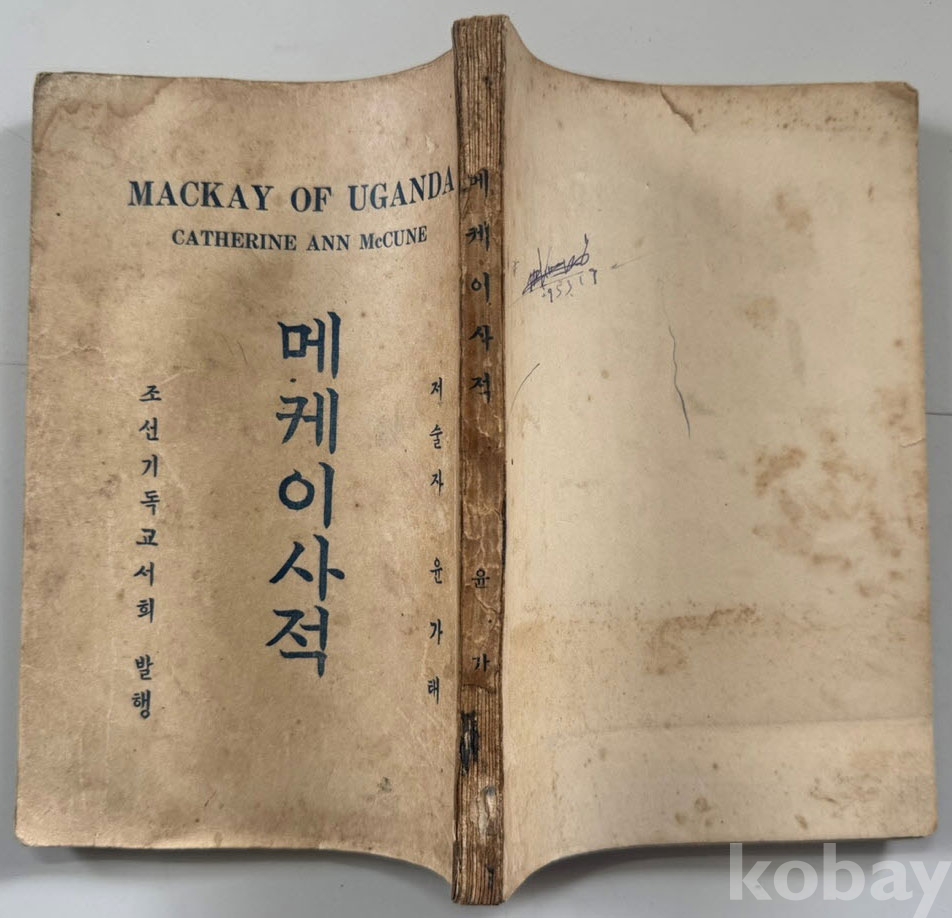 MACKAY OF UGANDA
CATHERINE ANN McCUNE
저술자 윤가태
메케이사적
조선기독교서회 발행
메케이사적 윤가
kobay